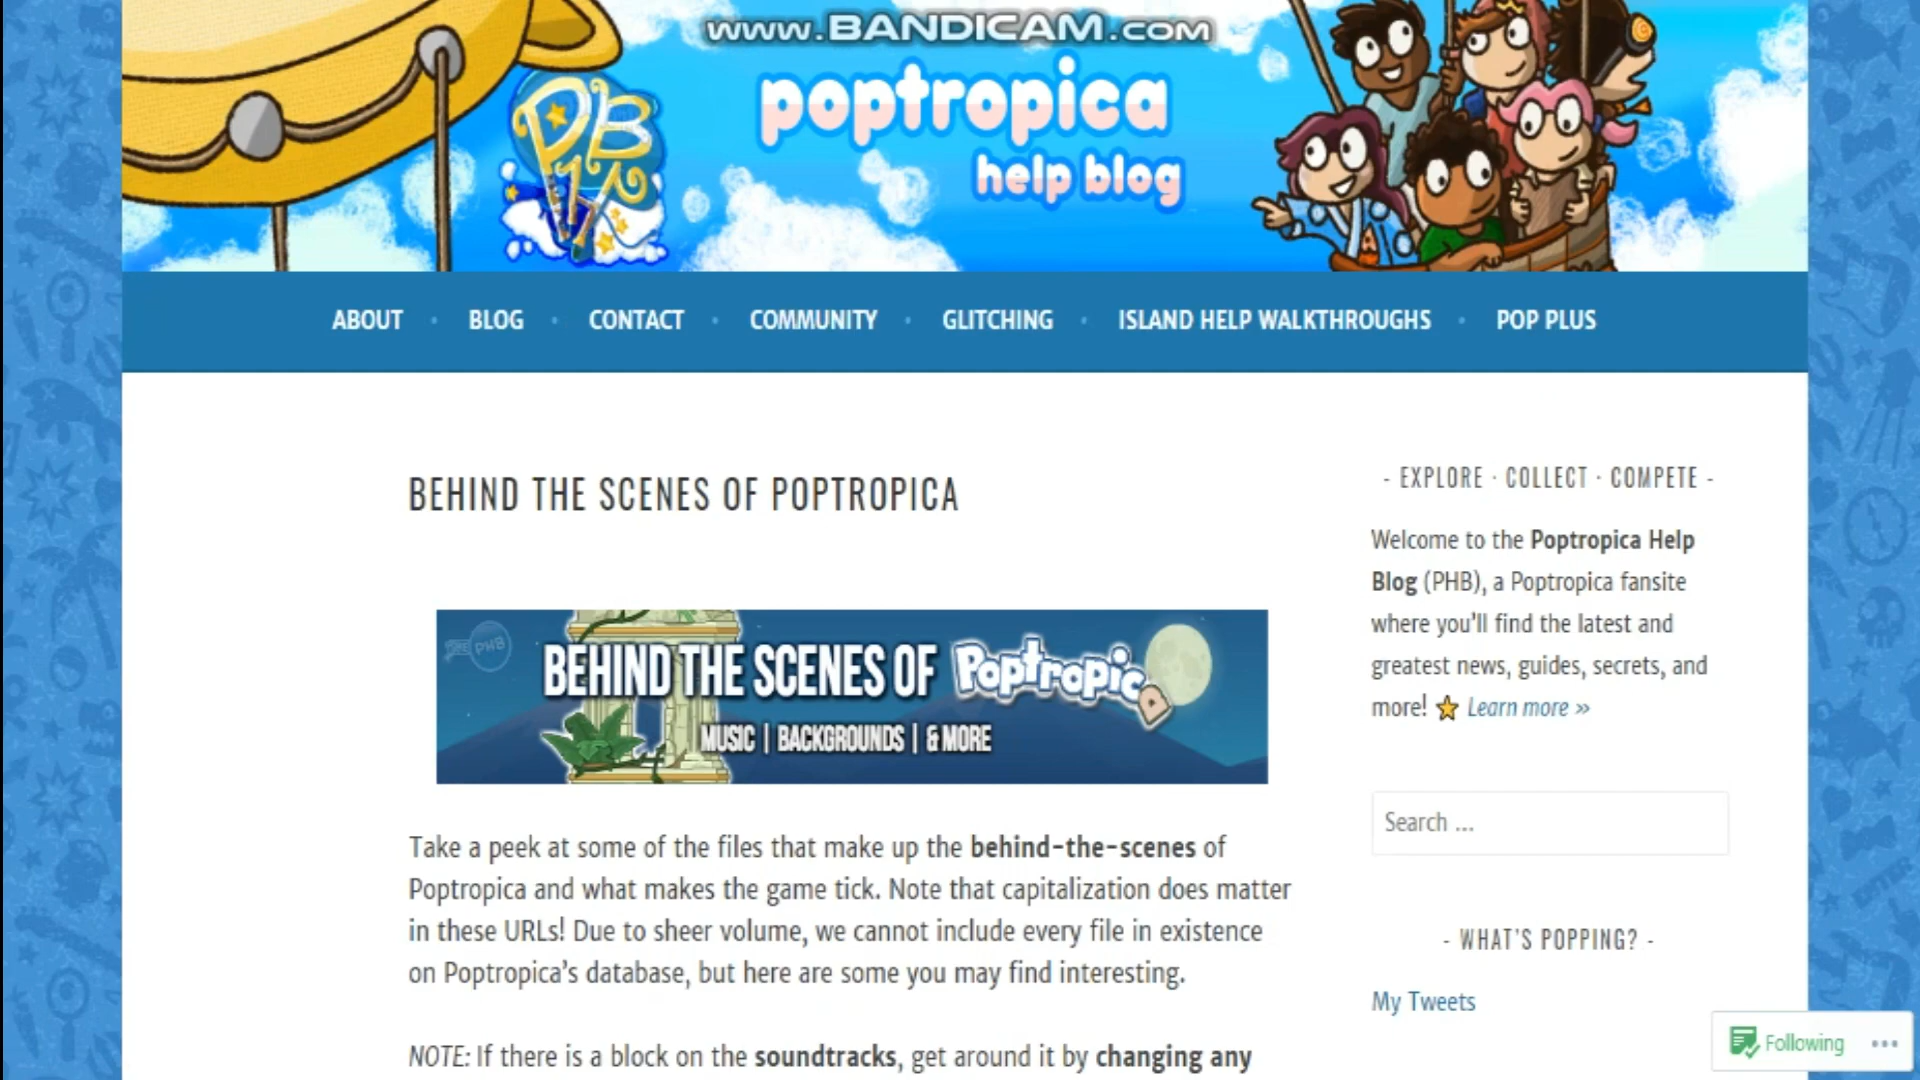 www.BANDICAM.com
poptropica
help blog
PHB
ABOUT · BLOG · CONTACT · COMMUNITY · GLITCHING · ISLAND HELP WALKTHROUGHS · POP PLUS
BEHIND THE SCENES OF POPTROPICA
PHB
BEHIND THE SCENES OF Poptropica
MUSIC | BACKGROUNDS | & MORE
Take a peek at some of the files that make up the behind-the-scenes of
Poptropica and what makes the game tick. Note that capitalization does matter
in these URLs! Due to sheer volume, we cannot include every file in existence
on Poptropica's database, but here are some you may find interesting.
NOTE: If there is a block on the soundtracks, get around it by changing any
- EXPLORE · COLLECT · COMPETE -
Welcome to the Poptropica Help
Blog (PHB), a Poptropica fansite
where you'll find the latest and
greatest news, guides, secrets, and
more! Learn more »
Search ...
- WHAT'S POPPING? -
My Tweets
Following